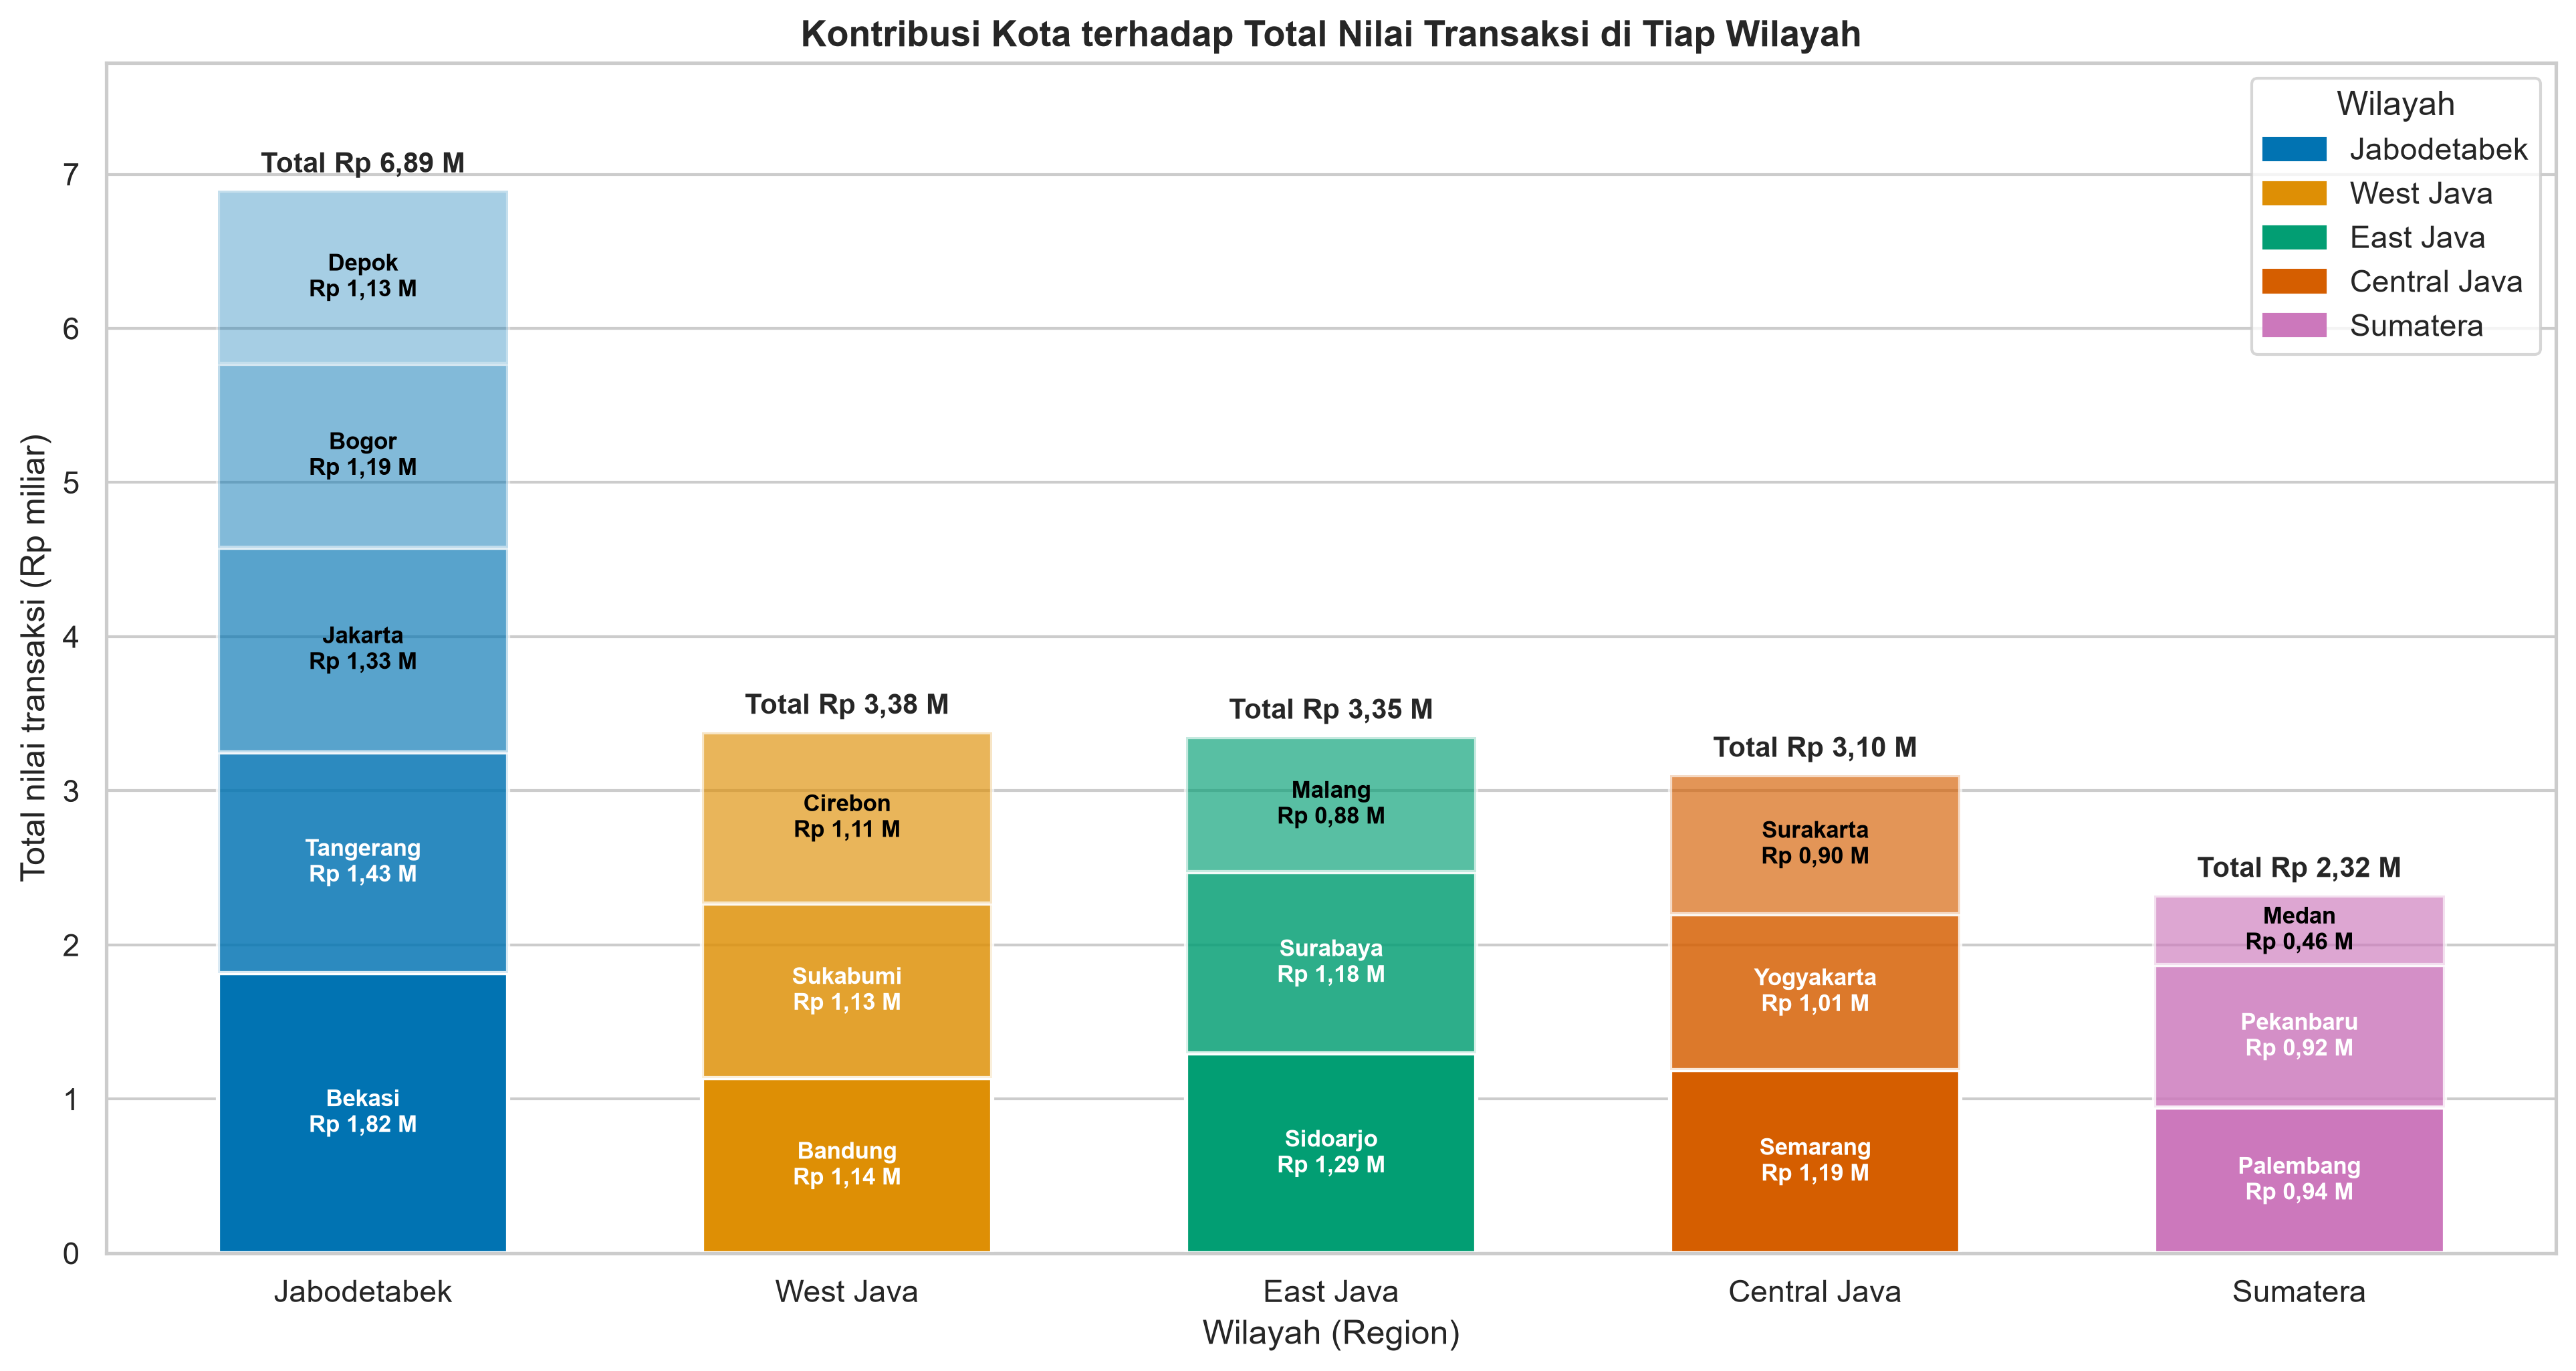 Kontribusi Kota terhadap Total Nilai Transaksi di Tiap Wilayah
Total nilai transaksi (Rp miliar)
7
6
5
4
3
2
1
0
Total Rp 6,89 M
Depok
Rp 1,13 M
Bogor
Rp 1,19 M
Jakarta
Rp 1,33 M
Tangerang
Rp 1,43 M
Bekasi
Rp 1,82 M
Total Rp 3,38 M
Cirebon
Rp 1,11 M
Sukabumi
Rp 1,13 M
Bandung
Rp 1,14 M
Total Rp 3,35 M
Malang
Rp 0,88 M
Surabaya
Rp 1,18 M
Sidoarjo
Rp 1,29 M
Total Rp 3,10 M
Surakarta
Rp 0,90 M
Yogyakarta
Rp 1,01 M
Semarang
Rp 1,19 M
Total Rp 2,32 M
Medan
Rp 0,46 M
Pekanbaru
Rp 0,92 M
Palembang
Rp 0,94 M
Wilayah
Jabodetabek
West Java
East Java
Central Java
Sumatera
Jabodetabek
West Java
East Java
Central Java
Sumatera
Wilayah (Region)